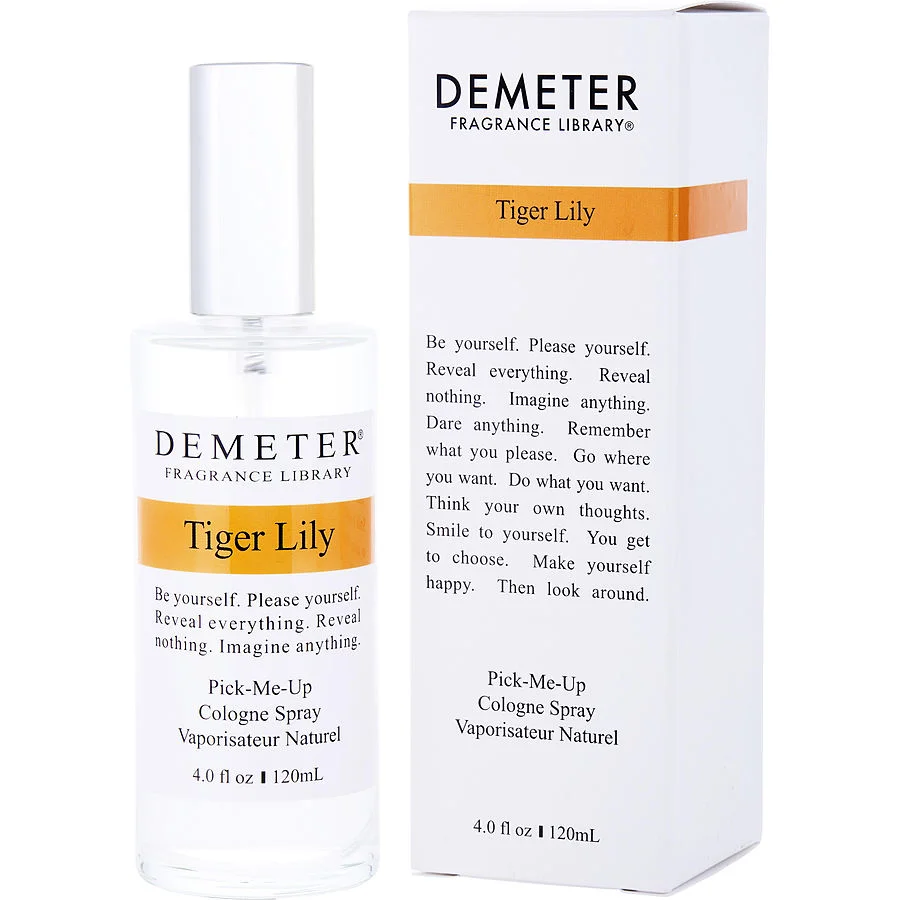 DEMETER®
FRAGRANCE LIBRARY
Tiger Lily
Be yourself. Please yourself.
Reveal everything. Reveal
nothing. Imagine anything.
Pick-Me-Up
Cologne Spray
Vaporisateur Naturel
4.0 fl oz ❚ 120mL
DEMETER
FRAGRANCE LIBRARY®
Tiger Lily
Be yourself. Please yourself.
Reveal everything. Reveal
nothing. Imagine anything.
Dare anything. Remember
what you please. Go where
you want. Do what you want.
Think your own thoughts.
Smile to yourself. You get
to choose. Make yourself
happy. Then look around.
Pick-Me-Up
Cologne Spray
Vaporisateur Naturel
4.0 fl oz ❚ 120mL